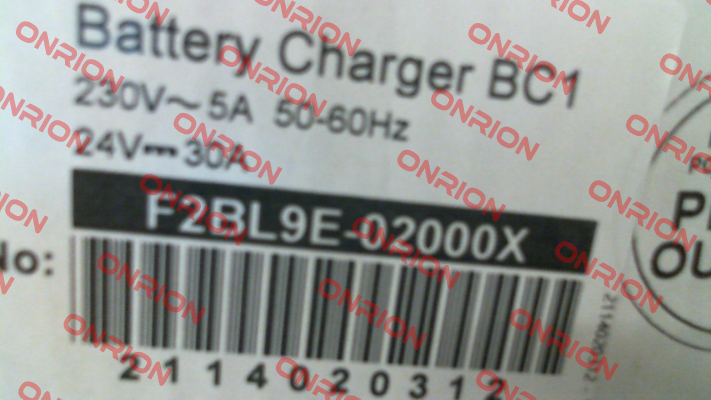 Battery Charger BC1
230V~ 5A 50-60Hz
24V⎓ 30A
F2BL9E-02000X
No:
2114020312
ONRION